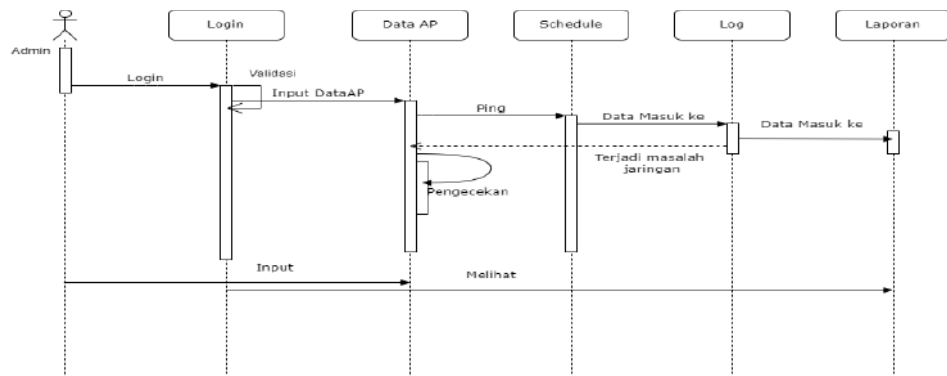 Login
Data AP
Schedule
Log
Laporan
Admin
Login
Validasi
Input DataAP
Ping
Data Masuk ke
Data Masuk ke
Terjadi masalah
jaringan
Pengecekan
Input
Melihat